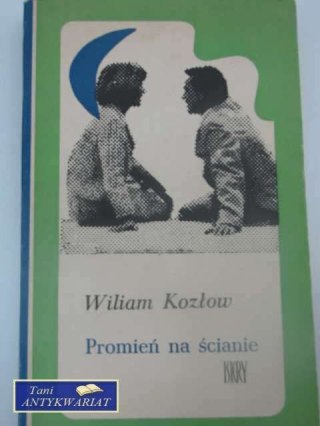 Wiliam Kozłow
Promień na ścianie
ISKRY
Tani
ANTYKWARIAT